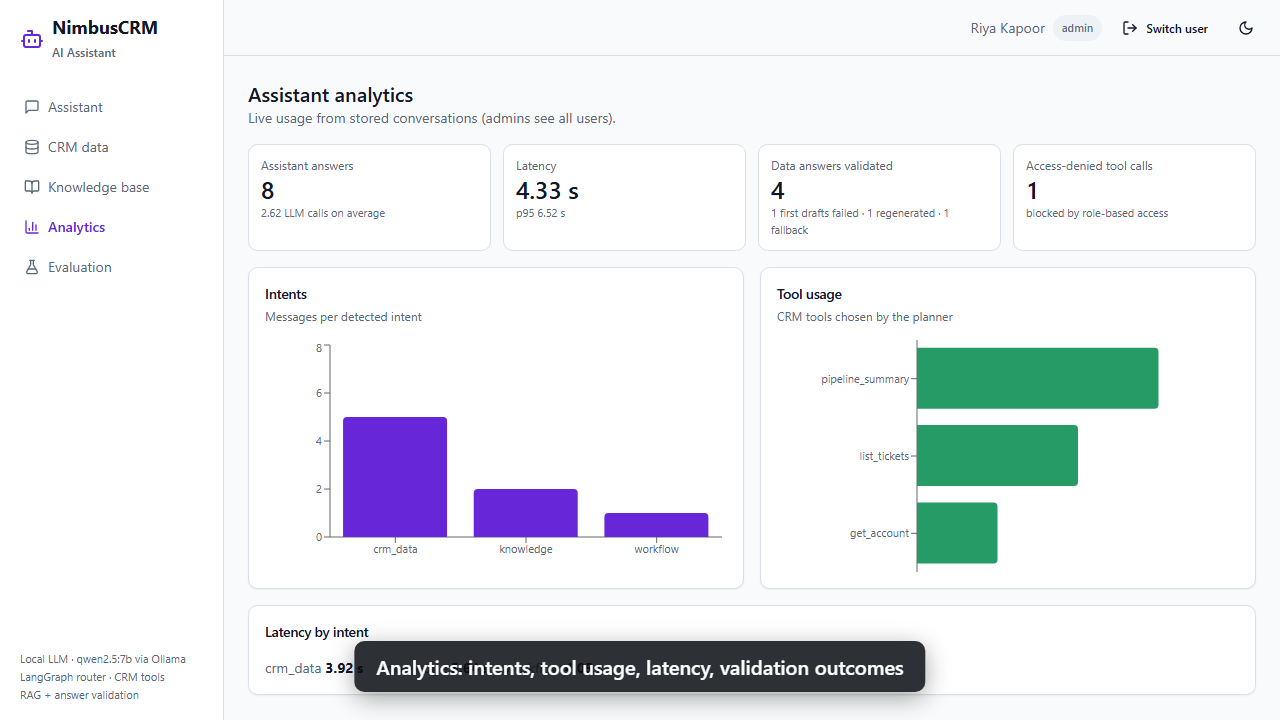 NimbusCRM
AI Assistant
Assistant
CRM data
Knowledge base
Analytics
Evaluation
Local LLM · qwen2.5:7b via Ollama
LangGraph router · CRM tools
RAG + answer validation
Riya Kapoor
admin
Switch user
Assistant analytics
Live usage from stored conversations (admins see all users).
Assistant answers
8
2.62 LLM calls on average
Latency
4.33 s
p95 6.52 s
Data answers validated
4
1 first drafts failed · 1 regenerated · 1
fallback
Access-denied tool calls
1
blocked by role-based access
Intents
Messages per detected intent
8
6
4
2
0
crm_data
knowledge
workflow
Tool usage
CRM tools chosen by the planner
pipeline_summary
list_tickets
get_account
Latency by intent
crm_data 3.92 s
Analytics: intents, tool usage, latency, validation outcomes